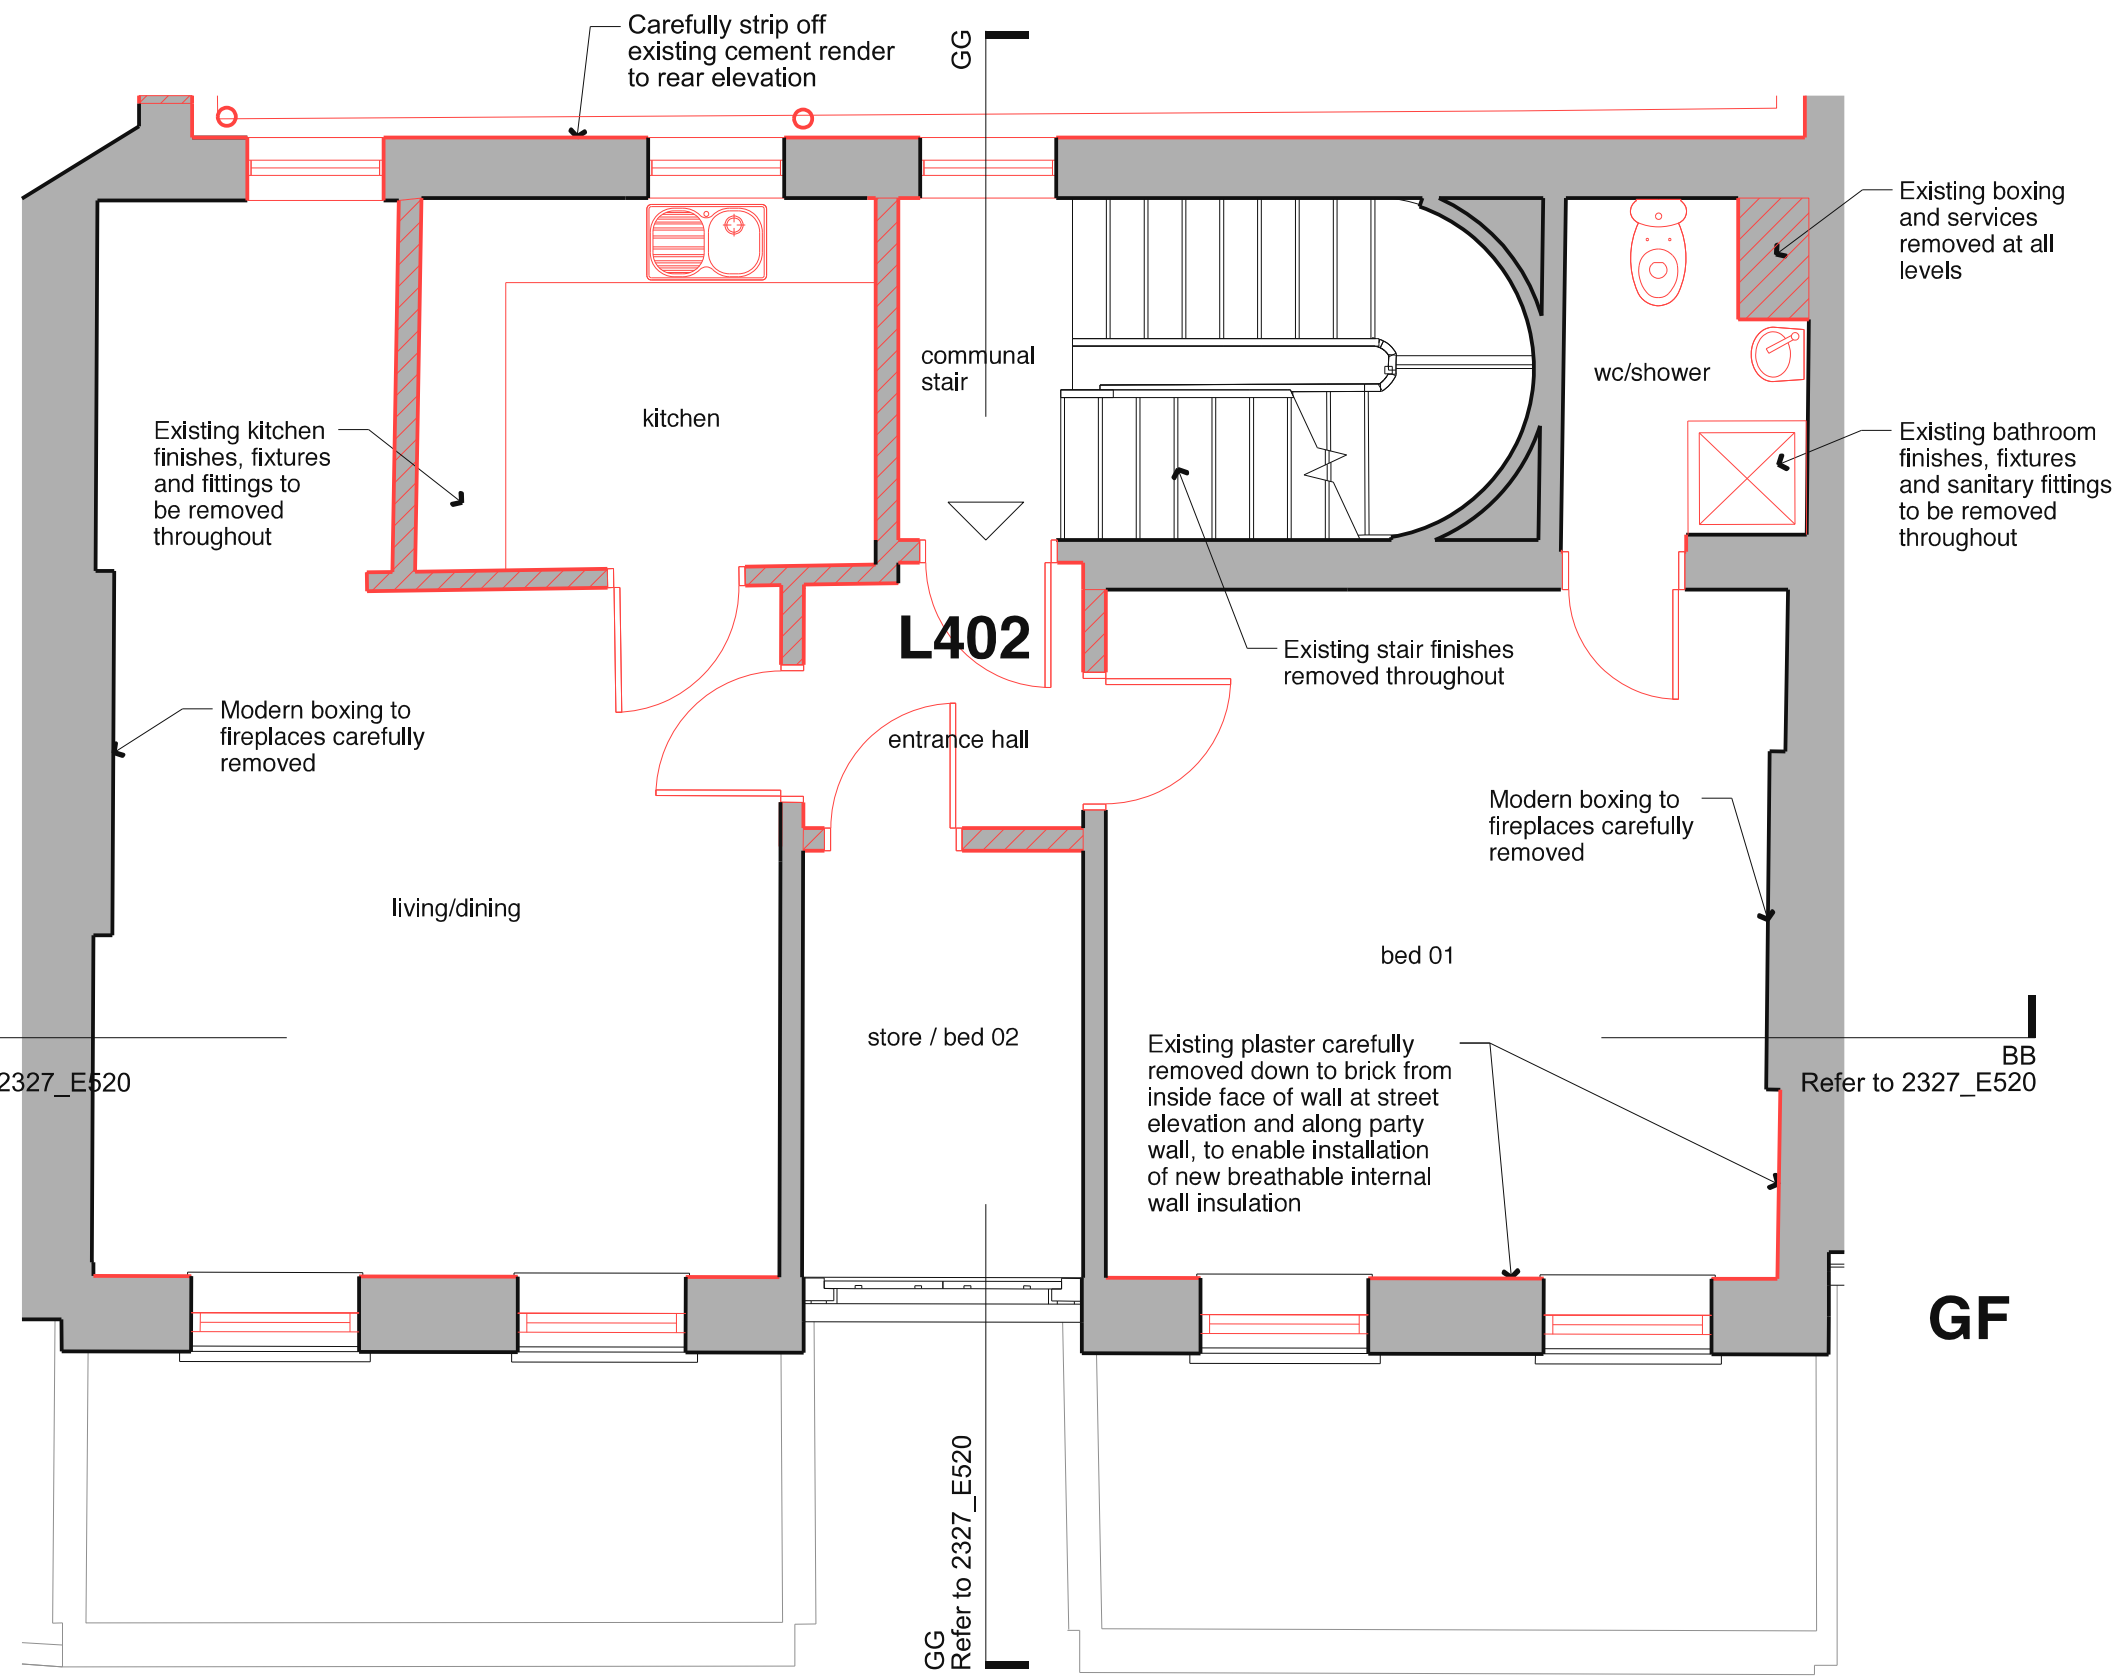 Carefully strip off
existing cement render
to rear elevation
GG
Existing boxing
and services
removed at all
levels
communal
stair
wc/shower
kitchen
Existing kitchen
finishes, fixtures
and fittings to
be removed
throughout
Existing bathroom
finishes, fixtures
and sanitary fittings
to be removed
throughout
L402
Existing stair finishes
removed throughout
Modern boxing to
fireplaces carefully
removed
entrance hall
Modern boxing to
fireplaces carefully
removed
living/dining
bed 01
store / bed 02
Existing plaster carefully
removed down to brick from
inside face of wall at street
elevation and along party
wall, to enable installation
of new breathable internal
wall insulation
2327_E520
BB
Refer to 2327_E520
GF
GG
Refer to 2327_E520